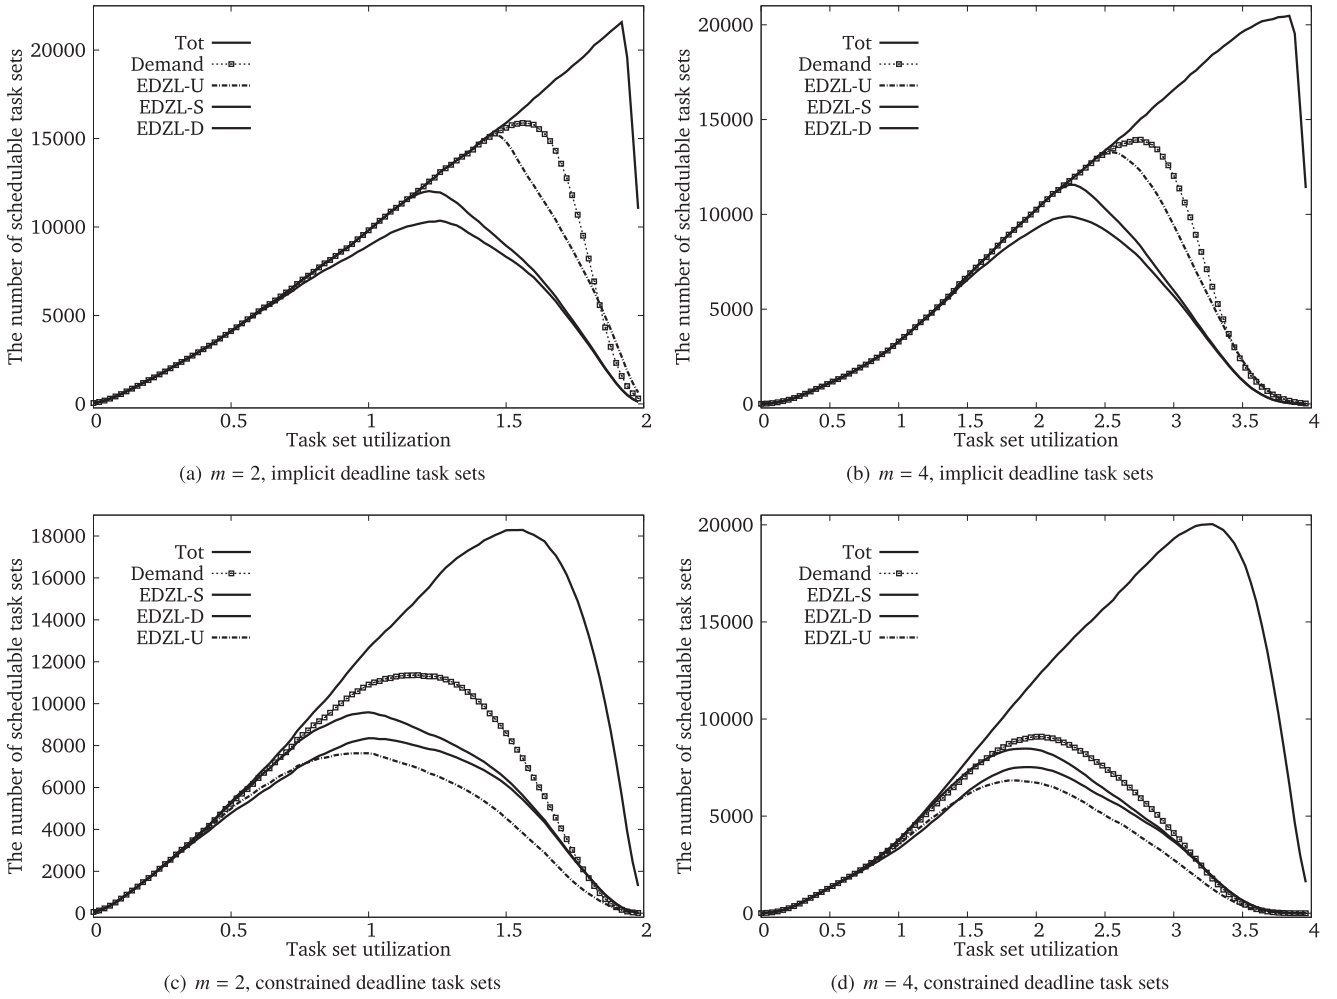 The number of schedulable task sets
20000
15000
10000
5000
0
Tot
Demand
EDZL-U
EDZL-S
EDZL-D
0 0.5 1 1.5 2
Task set utilization
(a) m = 2, implicit deadline task sets
The number of schedulable task sets
20000
15000
10000
5000
0
Tot
Demand
EDZL-U
EDZL-S
EDZL-D
0 0.5 1 1.5 2 2.5 3 3.5 4
Task set utilization
(b) m = 4, implicit deadline task sets
The number of schedulable task sets
18000
16000
14000
12000
10000
8000
6000
4000
2000
0
Tot
Demand
EDZL-S
EDZL-D
EDZL-U
0 0.5 1 1.5 2
Task set utilization
(c) m = 2, constrained deadline task sets
The number of schedulable task sets
20000
15000
10000
5000
0
Tot
Demand
EDZL-S
EDZL-D
EDZL-U
0 0.5 1 1.5 2 2.5 3 3.5 4
Task set utilization
(d) m = 4, constrained deadline task sets